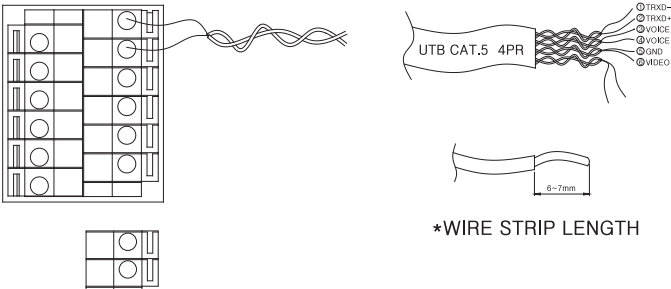 ①TRXD-
②TRXD+
③VOICE
④VOICE
⑤GND
⑥VIDEO
UTB CAT.5 4PR
6~7mm
*WIRE STRIP LENGTH